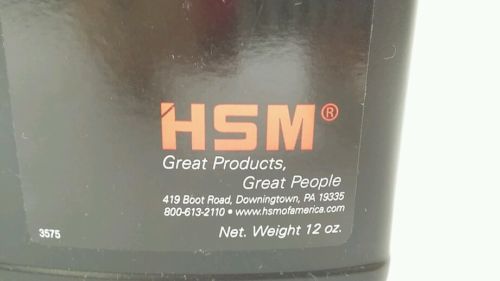 HSM®
Great Products,
Great People
419 Boot Road, Downingtown, PA 19335
800-613-2110 • www.hsmofamerica.com
3575
Net. Weight 12 oz.